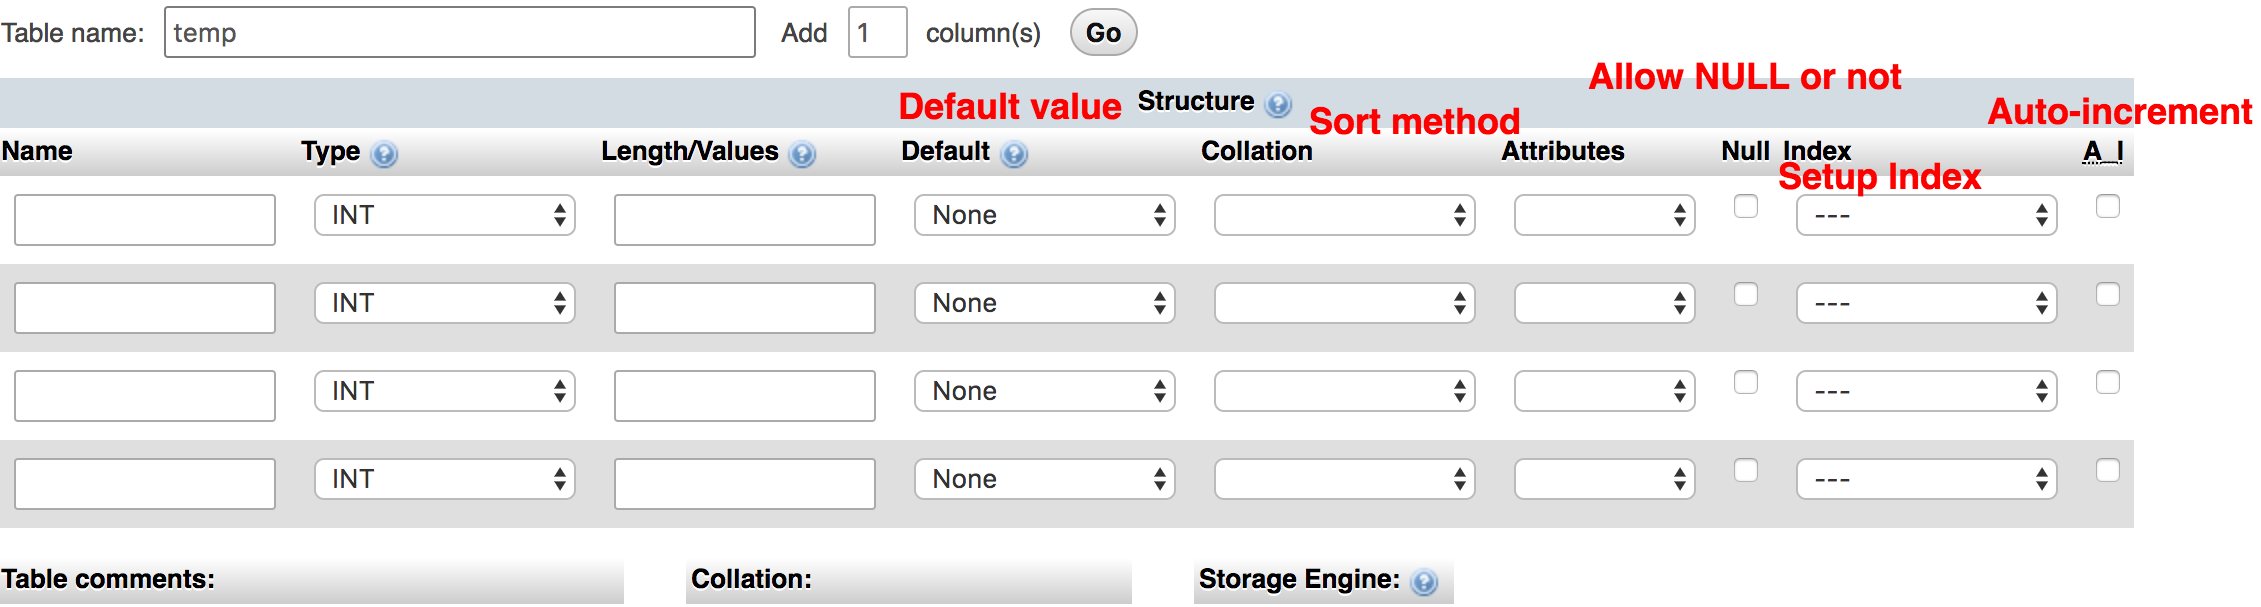 Table name: temp Add 1 column(s) Go
Allow NULL or not
Default value Structure Sort method Auto-increment
Name Type Length/Values Default Collation Attributes Null Index A_I
Setup Index
INT None ---
INT None ---
INT None ---
INT None ---
Table comments: Collation: Storage Engine: